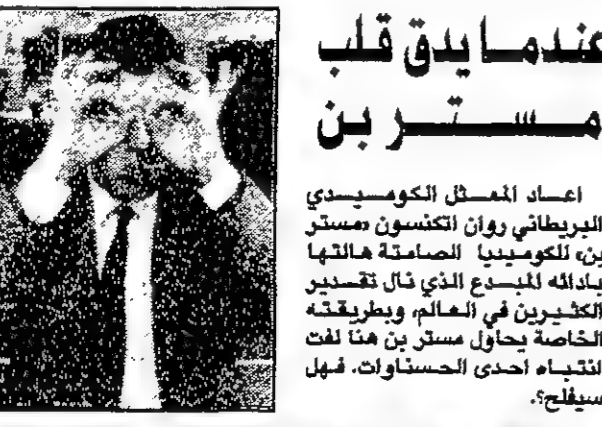 عندما يدق قلب
مستر بن
اعاد الممثل الكوميدي
البريطاني روان اتكنسون «مستر
بن» للكوميديا الصامتة هالتها
بادائه المبدع الذي نال تقدير
الكثيرين في العالم، وبطريقته
الخاصة يحاول مستر بن هنا لفت
انتباه احدى الحسناوات. فهل
سيفلح؟.